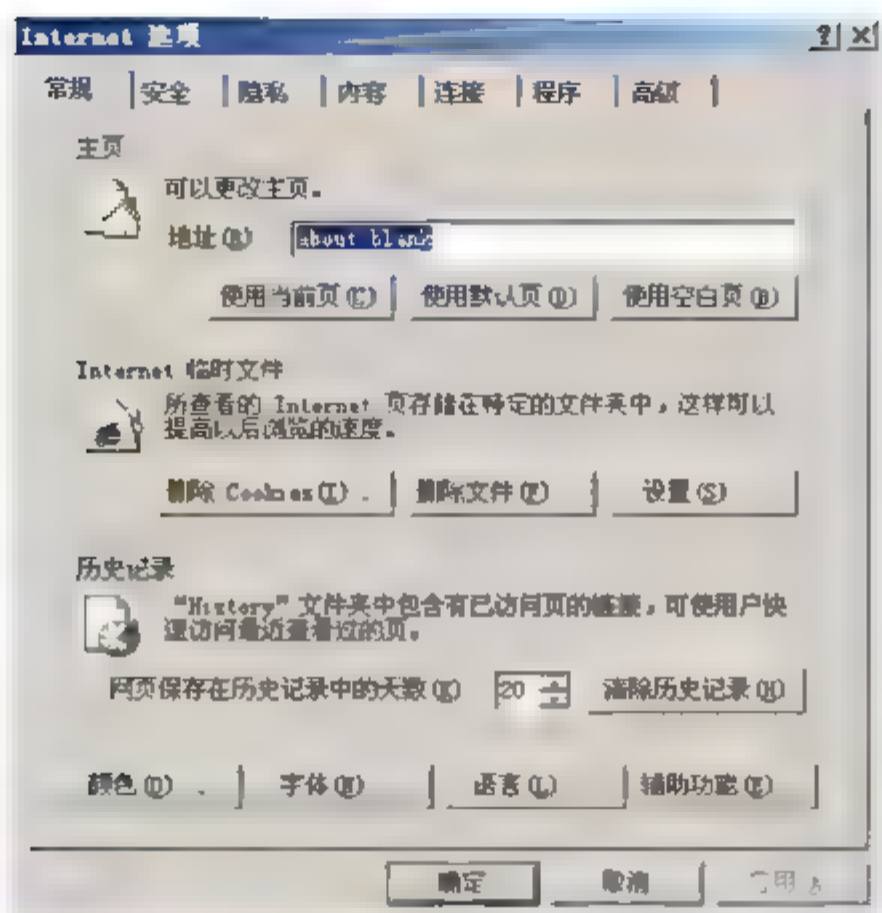 Internet 选项
常规 安全 隐私 内容 连接 程序 高级
主页
可以更改主页。
地址(R) about blank
使用当前页(C) 使用默认页(D) 使用空白页(B)
Internet 临时文件
所查看的 Internet 页存储在特定的文件夹中，这样可以
提高以后浏览的速度。
删除 Cookies(I) . 删除文件(F) 设置(S)
历史记录
“History”文件夹中包含有已访问页的链接，可使用户快
速访问最近查看过的页。
网页保存在历史记录中的天数(K) 20 清除历史记录(H)
颜色(O) . 字体(N) 语言(L) 辅助功能(E)
确定 取消